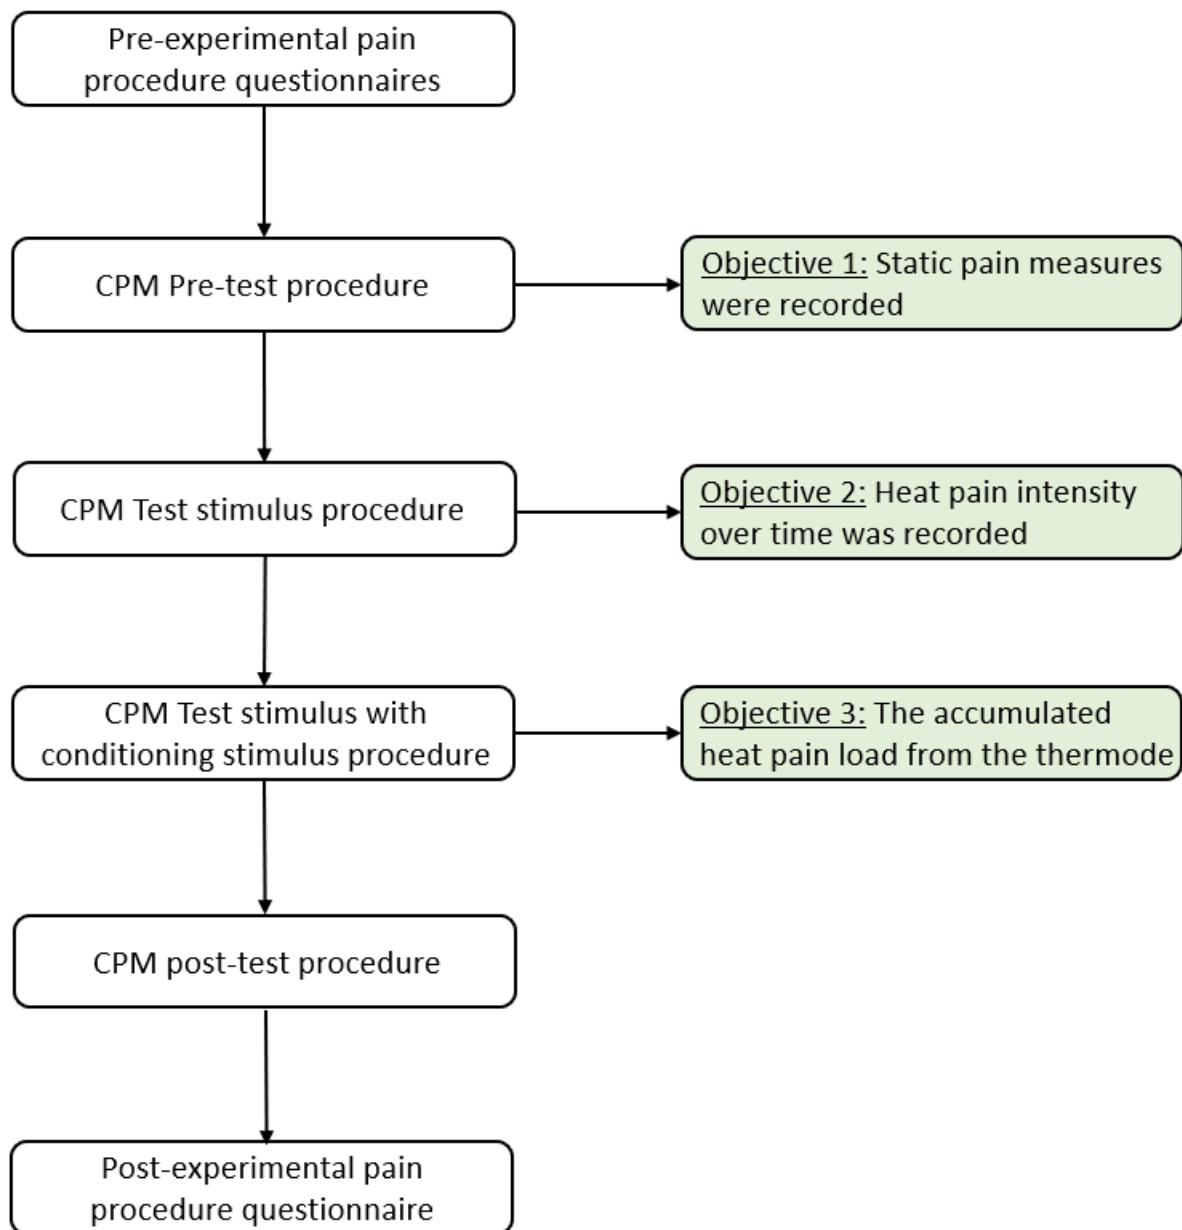 Pre-experimental pain
procedure questionnaires
CPM Pre-test procedure
Objective 1: Static pain measures
were recorded
CPM Test stimulus procedure
Objective 2: Heat pain intensity
over time was recorded
CPM Test stimulus with
conditioning stimulus procedure
Objective 3: The accumulated
heat pain load from the thermode
CPM post-test procedure
Post-experimental pain
procedure questionnaire